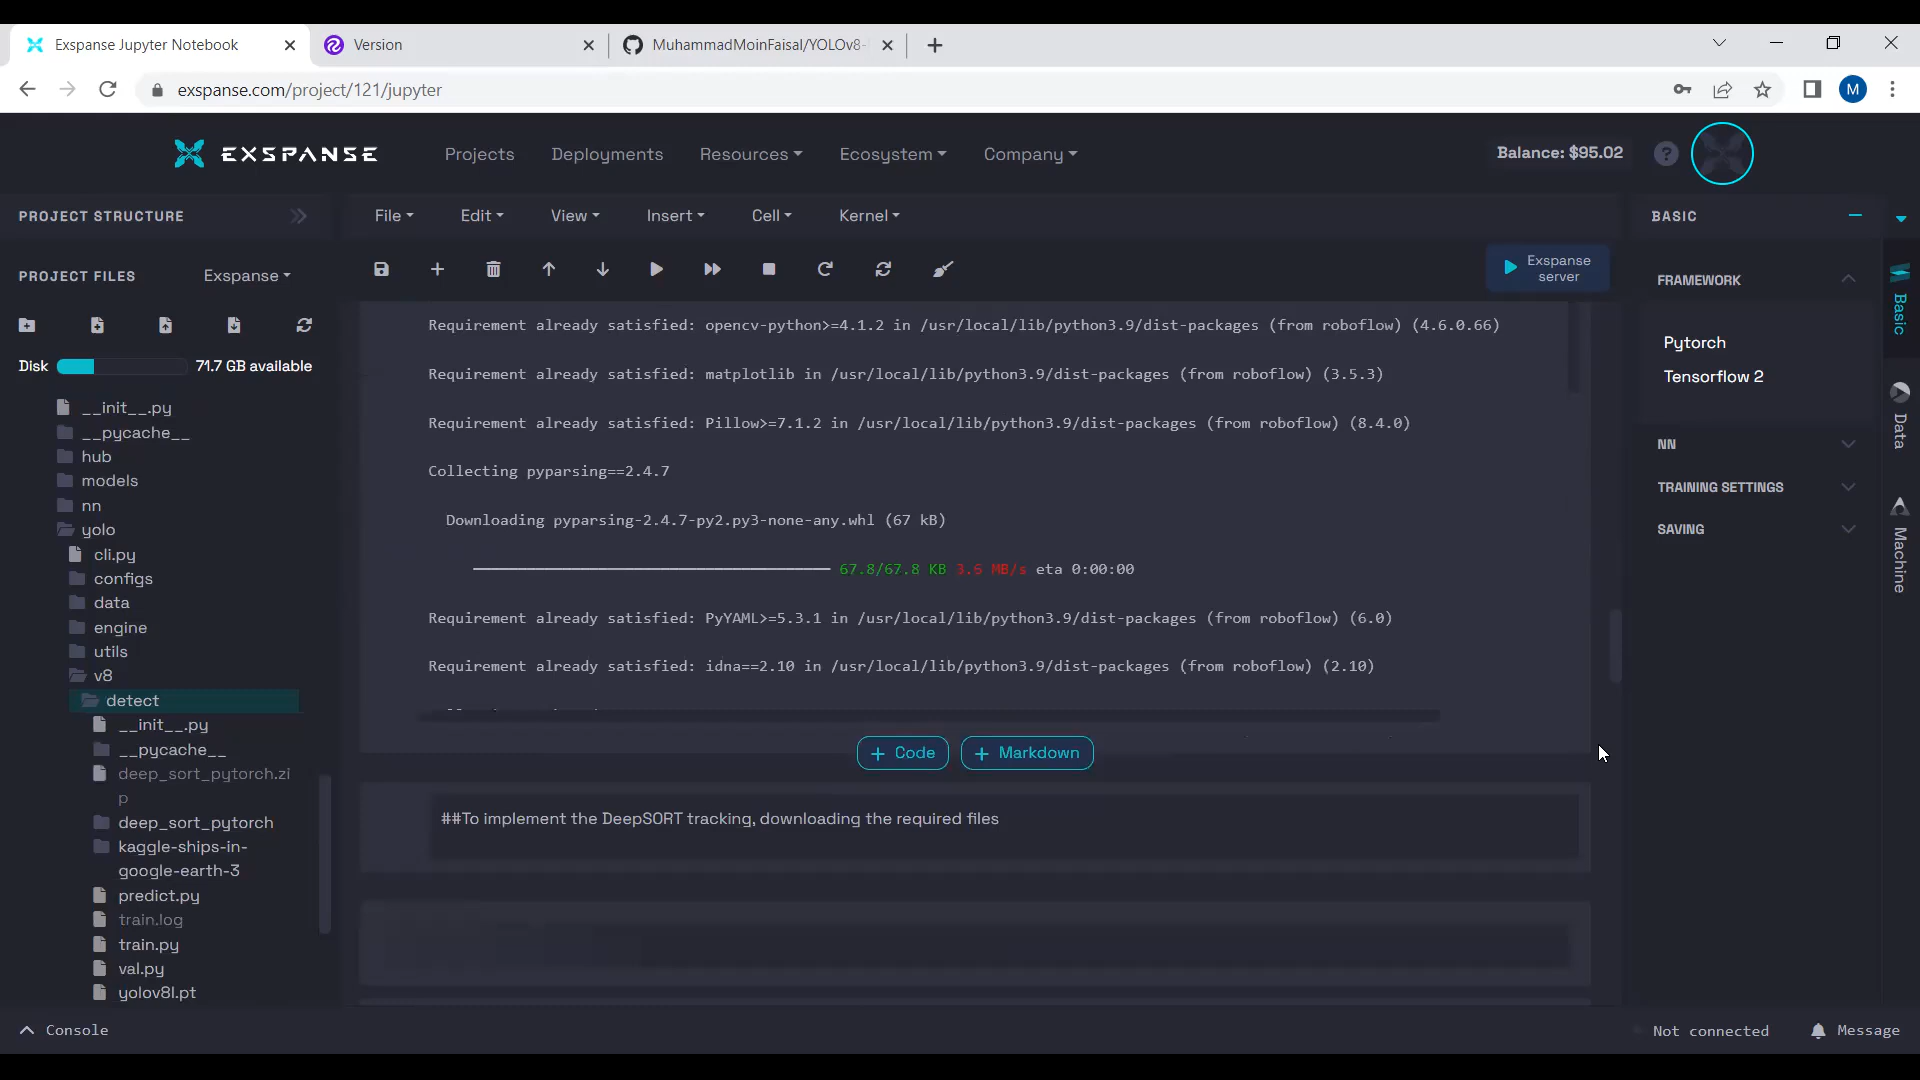 Exspanse Jupyter Notebook
Version
MuhammadMoinFaisal/YOLOv8-
exspanse.com/project/121/jupyter
M
EXSPANSE
Projects
Deployments
Resources
Ecosystem
Company
Balance: $95.02
?
PROJECT STRUCTURE
File
Edit
View
Insert
Cell
Kernel
BASIC
PROJECT FILES
Exspanse
Exspanse
server
Disk
71.7 GB available
__init__.py
__pycache__
hub
models
nn
yolo
cli.py
configs
data
engine
utils
v8
detect
__init__.py
__pycache__
deep_sort_pytorch.zi
p
deep_sort_pytorch
kaggle-ships-in-
google-earth-3
predict.py
train.log
train.py
val.py
yolov8l.pt
Requirement already satisfied: opencv-python>=4.1.2 in /usr/local/lib/python3.9/dist-packages (from roboflow) (4.6.0.66)
Requirement already satisfied: matplotlib in /usr/local/lib/python3.9/dist-packages (from roboflow) (3.5.3)
Requirement already satisfied: Pillow>=7.1.2 in /usr/local/lib/python3.9/dist-packages (from roboflow) (8.4.0)
Collecting pyparsing==2.4.7
Downloading pyparsing-2.4.7-py2.py3-none-any.whl (67 kB)
67.8/67.8 KB 3.6 MB/s eta 0:00:00
Requirement already satisfied: PyYAML>=5.3.1 in /usr/local/lib/python3.9/dist-packages (from roboflow) (6.0)
Requirement already satisfied: idna==2.10 in /usr/local/lib/python3.9/dist-packages (from roboflow) (2.10)
+ Code
+ Markdown
##To implement the DeepSORT tracking, downloading the required files
FRAMEWORK
Pytorch
Tensorflow 2
NN
TRAINING SETTINGS
SAVING
Basic
Data
Machine
Console
Not connected
Message